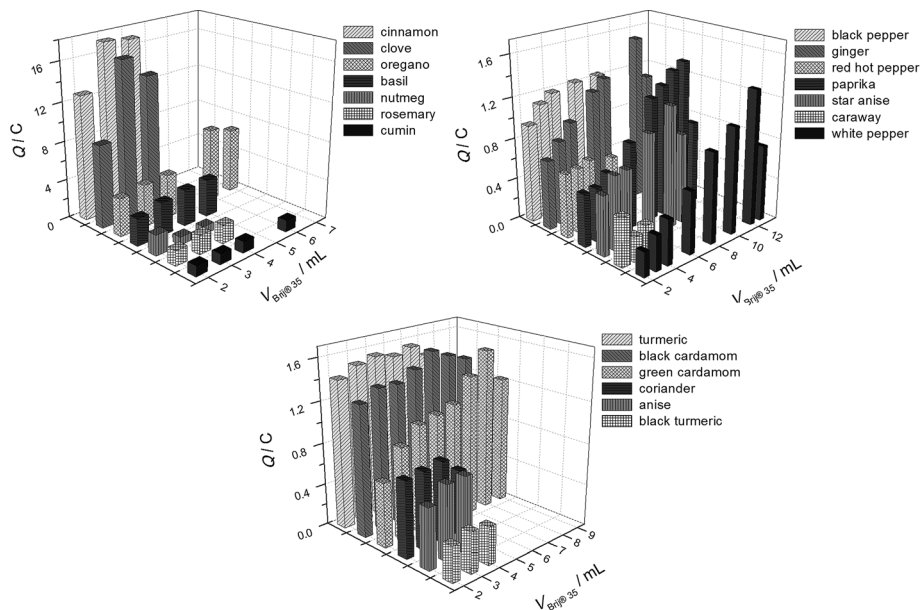 cinnamon
clove
oregano
basil
nutmeg
rosemary
cumin
Q / C
16
12
8
4
0
2
3
4
5
6
7
V Brij® 35 / mL
black pepper
ginger
red hot pepper
paprika
star anise
caraway
white pepper
Q / C
1.6
1.2
0.8
0.4
0.0
2
4
6
8
10
12
V Brij® 35 / mL
turmeric
black cardamom
green cardamom
coriander
anise
black turmeric
Q / C
1.6
1.2
0.8
0.4
0.0
2
3
4
5
6
7
8
9
V Brij® 35 / mL